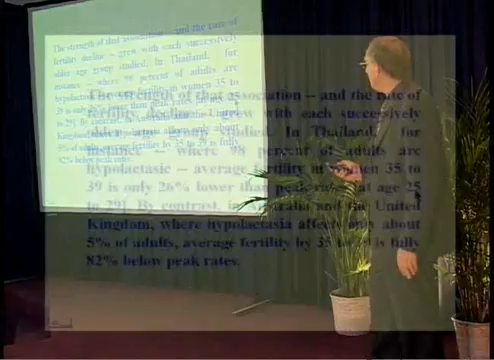 The strength of that association -- and the rate of
fertility decline -- grew with each successively
older age group studied. In Thailand, for
instance -- where 98 percent of adults are
hypolactasic -- average fertility in women 35 to
39 is only 26% lower than peak rates [at age 25
to 29]. By contrast, in Australia and the United
Kingdom, where hypolactasia affects only about
5% of adults, average fertility by 35 to 39 is fully
82% below peak rates.